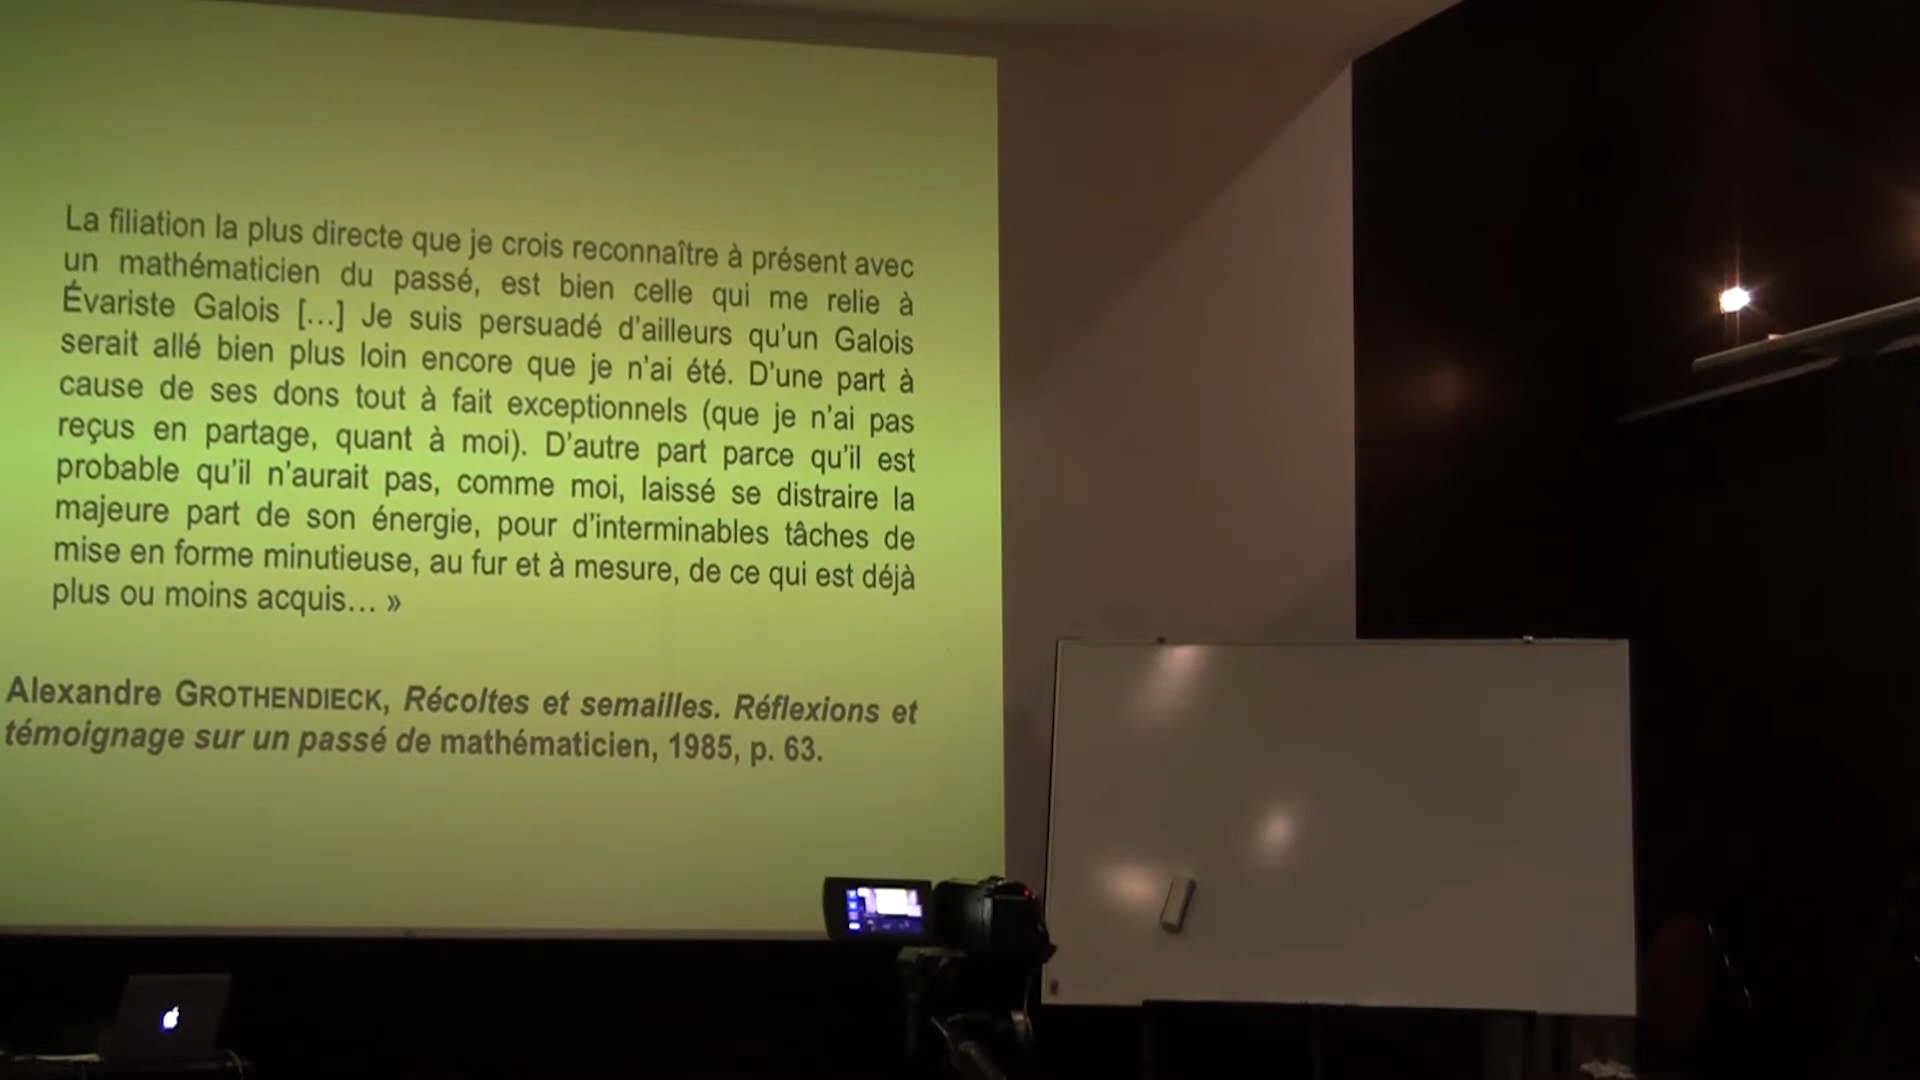 La filiation la plus directe que je crois reconnaître à présent avec
un mathématicien du passé, est bien celle qui me relie à
Évariste Galois [...] Je suis persuadé d'ailleurs qu'un Galois
serait allé bien plus loin encore que je n'ai été. D'une part à
cause de ses dons tout à fait exceptionnels (que je n'ai pas
reçus en partage, quant à moi). D'autre part parce qu'il est
probable qu'il n'aurait pas, comme moi, laissé se distraire la
majeure part de son énergie, pour d'interminables tâches de
mise en forme minutieuse, au fur et à mesure, de ce qui est déjà
plus ou moins acquis... »
Alexandre GROTHENDIECK, Récoltes et semailles. Réflexions et
témoignage sur un passé de mathématicien, 1985, p. 63.